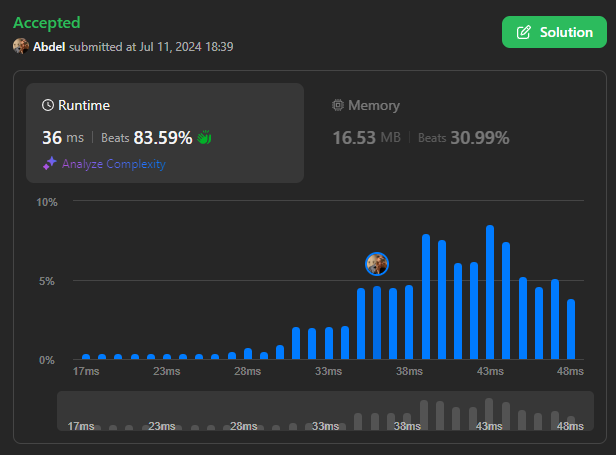 Accepted
Abdel submitted at Jul 11, 2024 18:39
Solution
Runtime
36 ms | Beats 83.59%
Analyze Complexity
Memory
16.53 MB | Beats 30.99%
10%
5%
0%
17ms 23ms 28ms 33ms 38ms 43ms 48ms
17ms 23ms 28ms 33ms 38ms 43ms 48ms